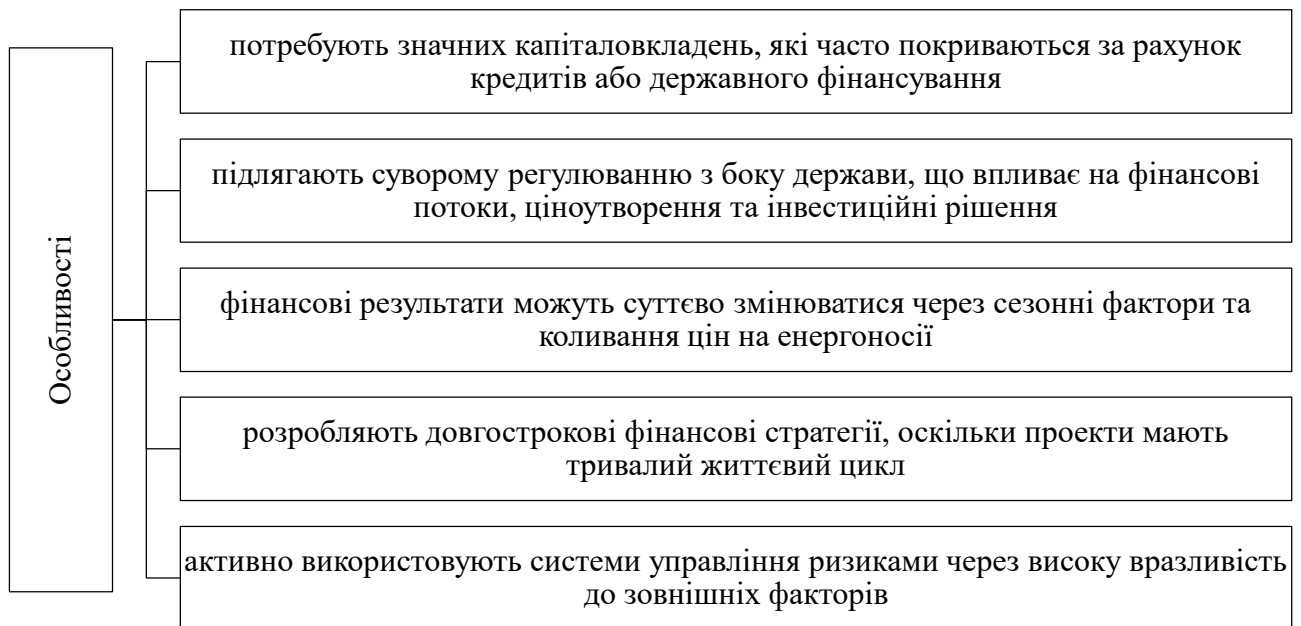 Особливості
потребують значних капіталовкладень, які часто покриваються за рахунок
кредитів або державного фінансування
підлягають суворому регулюванню з боку держави, що впливає на фінансові
потоки, ціноутворення та інвестиційні рішення
фінансові результати можуть суттєво змінюватися через сезонні фактори та
коливання цін на енергоносії
розробляють довгострокові фінансові стратегії, оскільки проекти мають
тривалий життєвий цикл
активно використовують системи управління ризиками через високу вразливість
до зовнішніх факторів